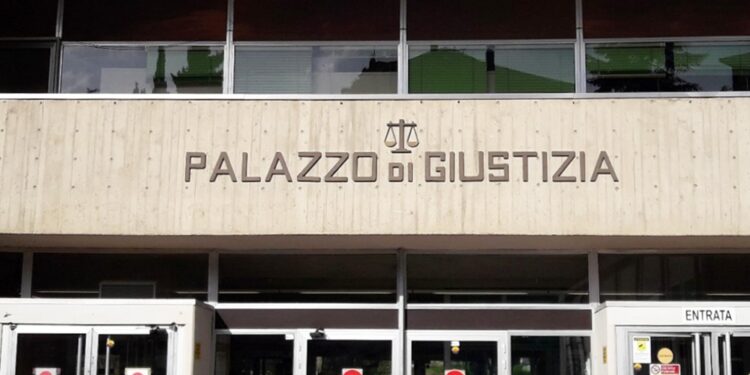 PALAZZO DI GIUSTIZIA
ENTRATA